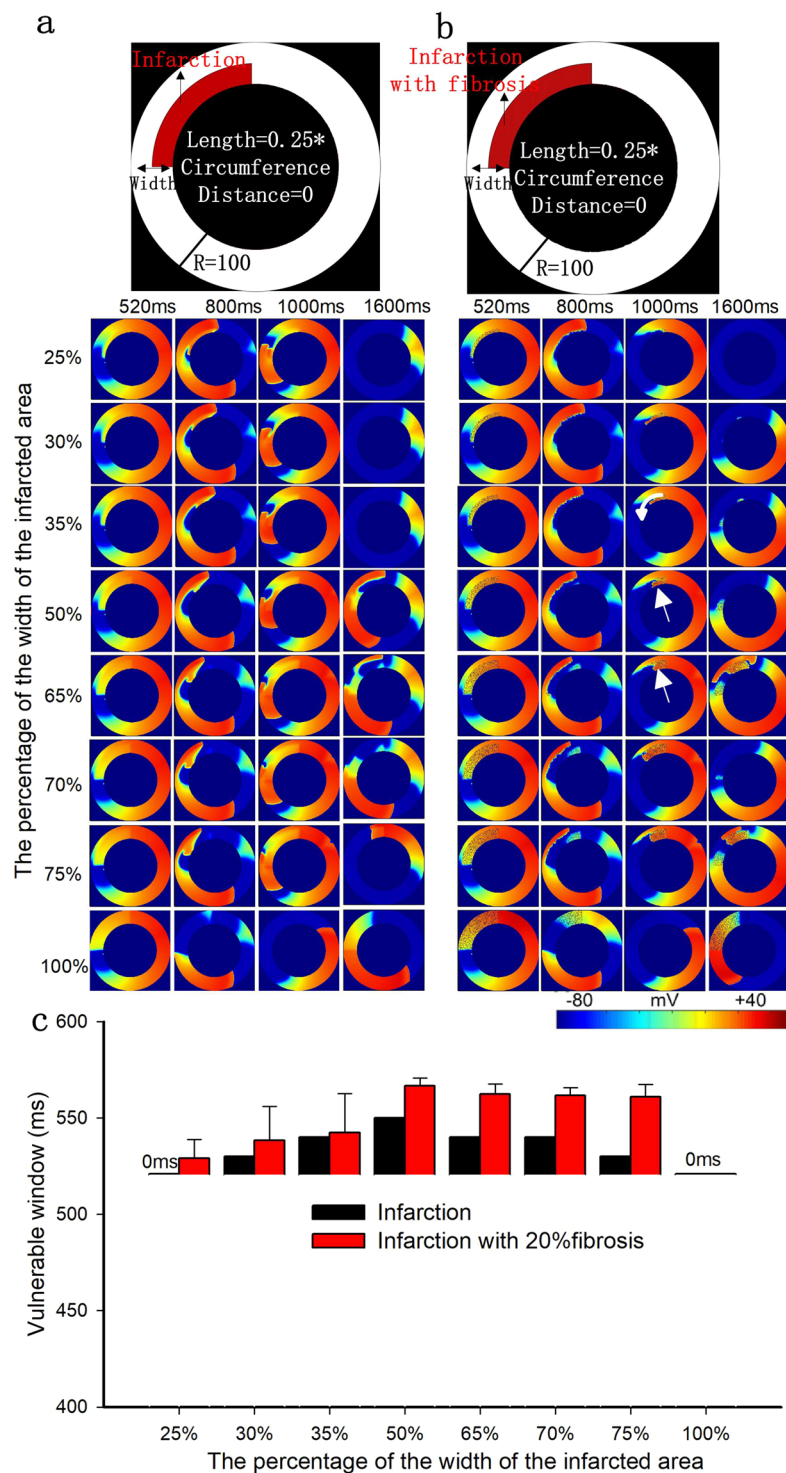 a
Infarction
Length=0.25*
Circumference
Distance=0
Width
R=100
b
Infarction
with fibrosis
Length=0.25*
Circumference
Distance=0
Width
R=100
520ms 800ms 1000ms 1600ms
520ms 800ms 1000ms 1600ms
The percentage of the width of the infarcted area
25%
30%
35%
50%
65%
70%
75%
100%
-80 mV +40
c
Vulnerable window (ms)
600
550
500
450
400
0ms
0ms
Infarction
Infarction with 20%fibrosis
25% 30% 35% 50% 65% 70% 75% 100%
The percentage of the width of the infarcted area